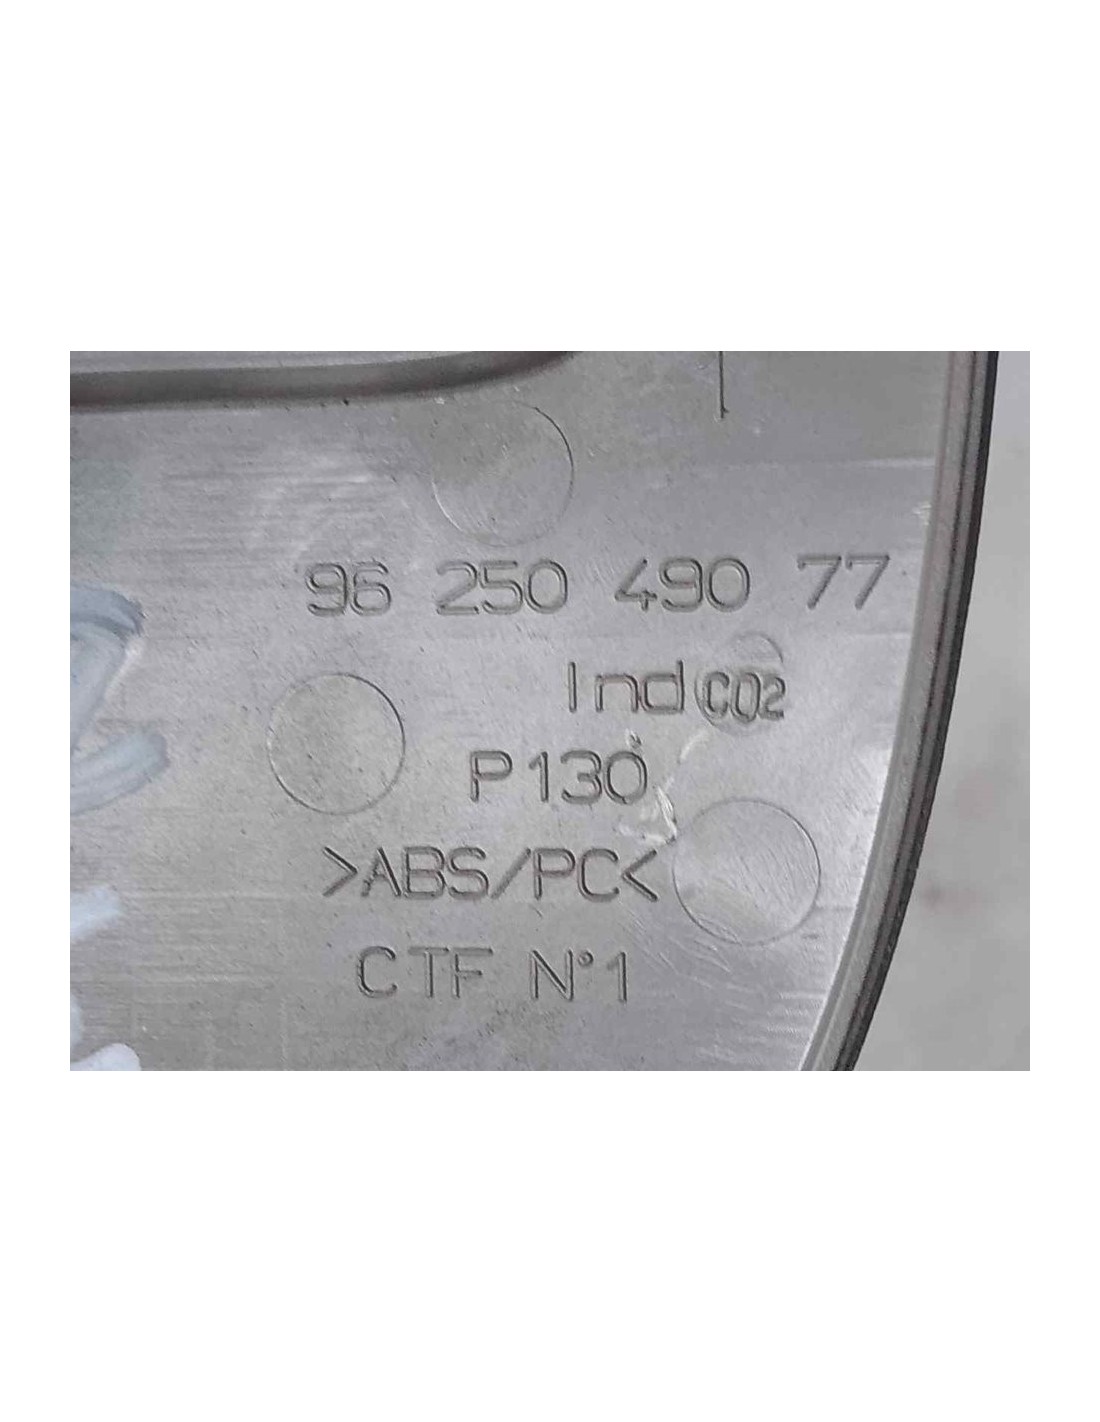 96 250 490 77
Ind C02
P130
>ABS/PC<
CTF N°1